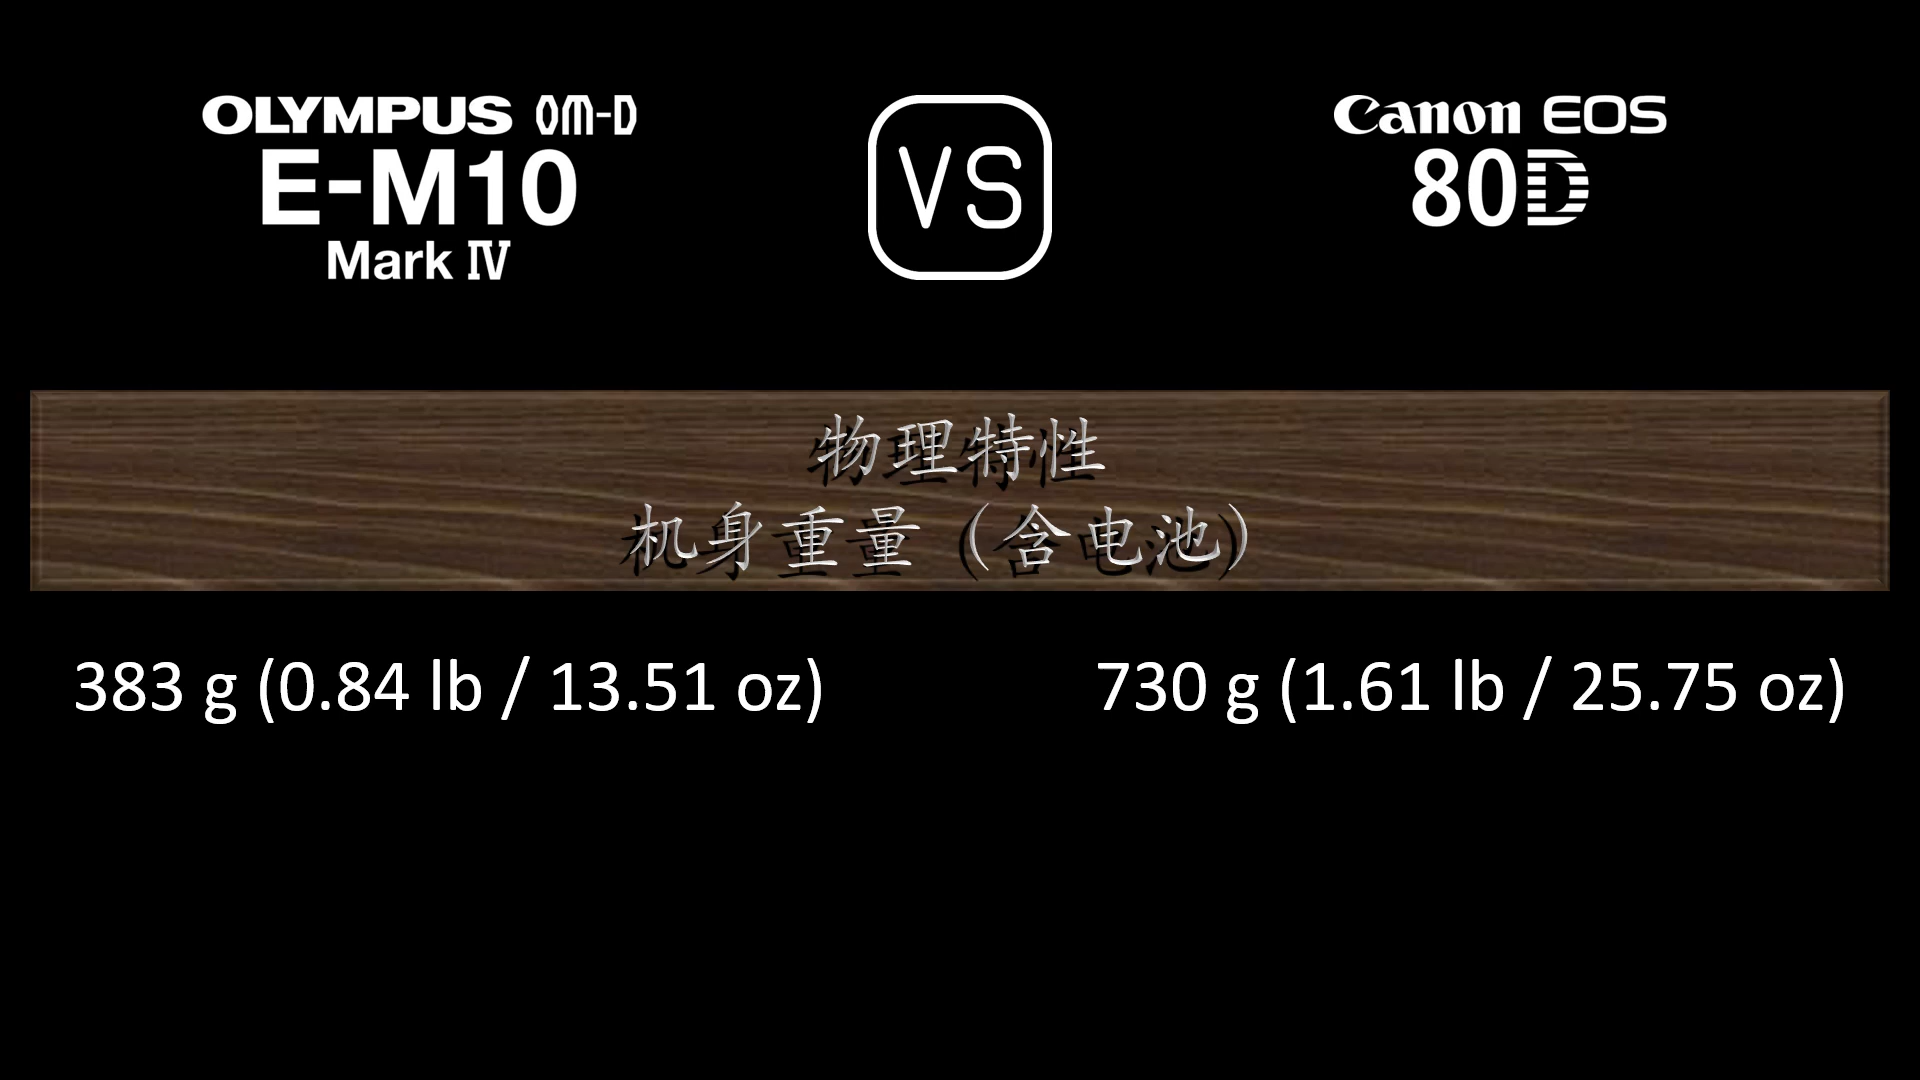 OLYMPUS OM-D
E-M10
Mark IV
VS
Canon EOS
80D
物理特性
机身重量（含电池）
383 g (0.84 lb / 13.51 oz)
730 g (1.61 lb / 25.75 oz)